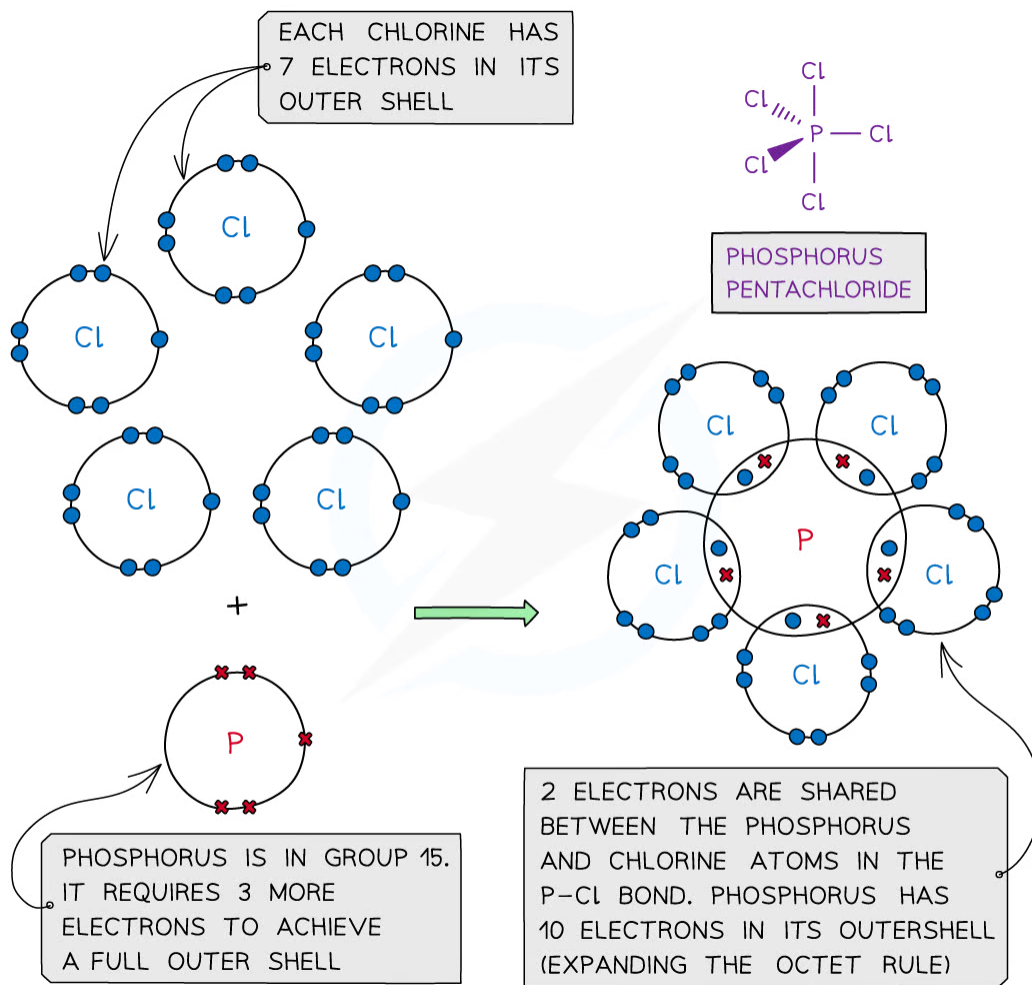 EACH CHLORINE HAS
7 ELECTRONS IN ITS
OUTER SHELL
Cl
Cl
P
Cl
Cl
Cl
PHOSPHORUS
PENTACHLORIDE
Cl
Cl
Cl
Cl
Cl
+
P
PHOSPHORUS IS IN GROUP 15.
IT REQUIRES 3 MORE
ELECTRONS TO ACHIEVE
A FULL OUTER SHELL
Cl
Cl
P
Cl
Cl
Cl
2 ELECTRONS ARE SHARED
BETWEEN THE PHOSPHORUS
AND CHLORINE ATOMS IN THE
P-Cl BOND. PHOSPHORUS HAS
10 ELECTRONS IN ITS OUTERSHELL
(EXPANDING THE OCTET RULE)